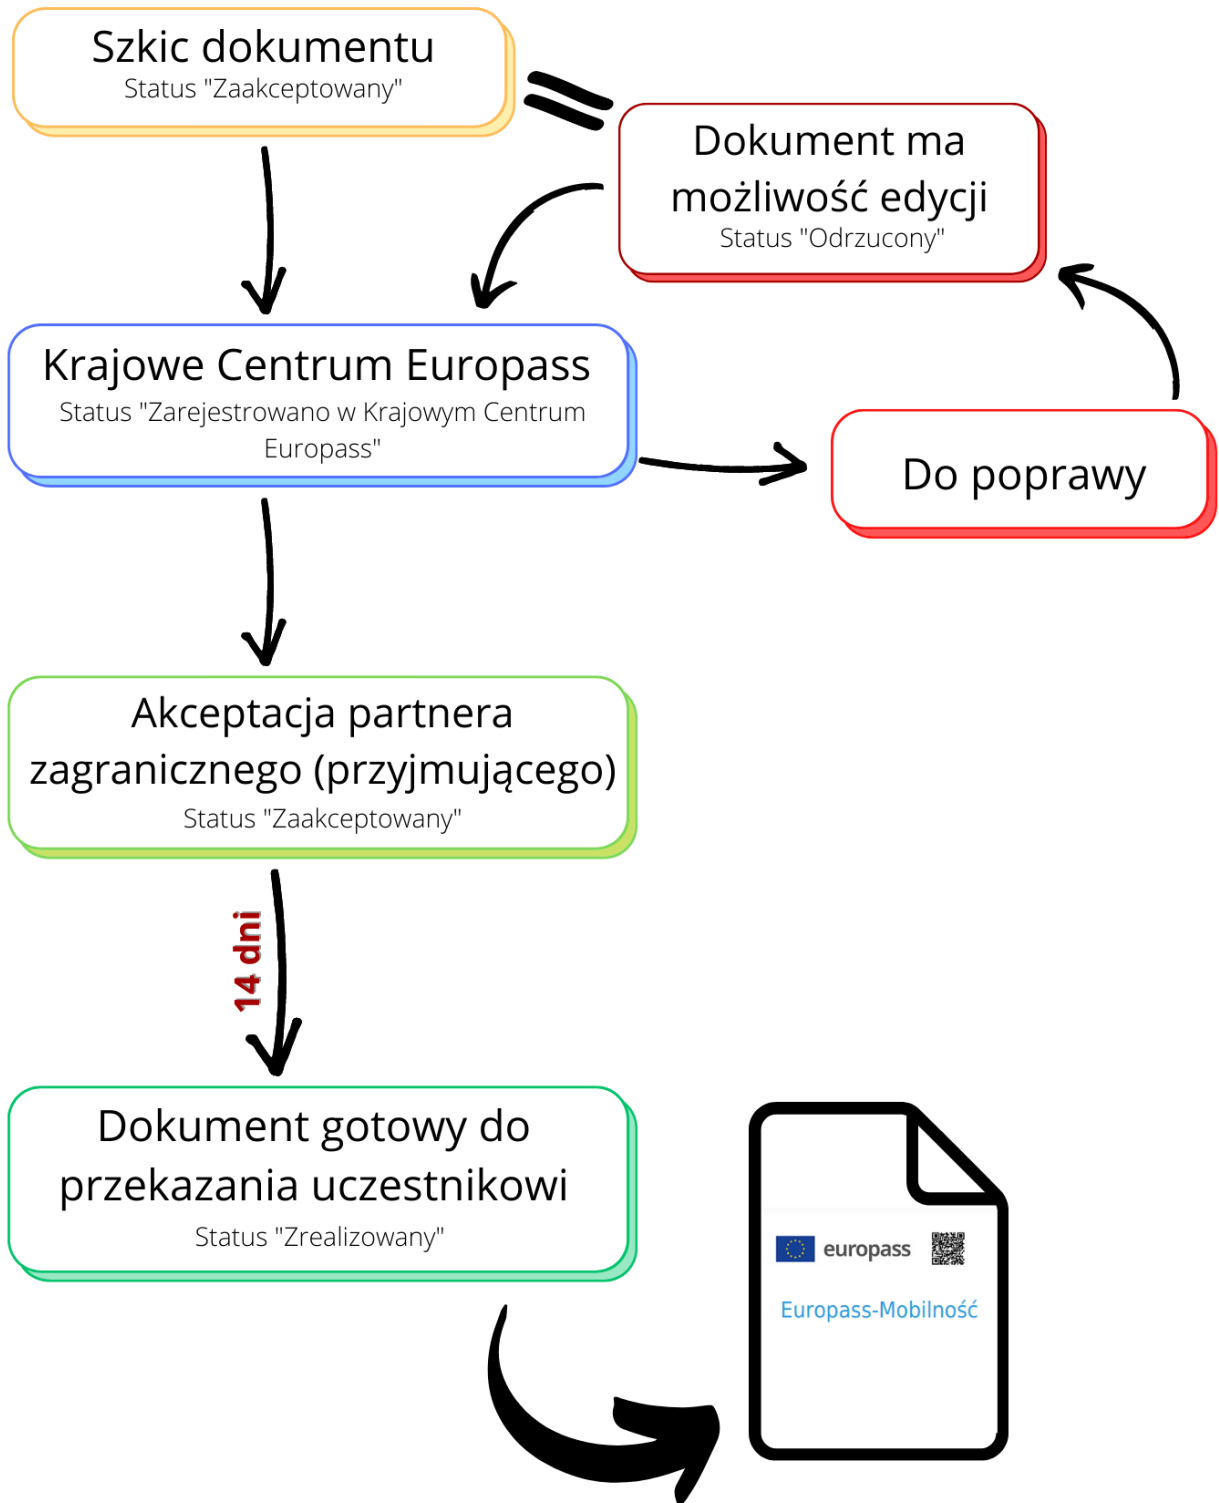 Szkic dokumentu
Status "Zaakceptowany"
Dokument ma
możliwość edycji
Status "Odrzucony"
Krajowe Centrum Europass
Status "Zarejestrowano w Krajowym Centrum
Europass"
Do poprawy
Akceptacja partnera
zagranicznego (przyjmującego)
Status "Zaakceptowany"
14 dni
Dokument gotowy do
przekazania uczestnikowi
Status "Zrealizowany"
europass
Europass-Mobilność